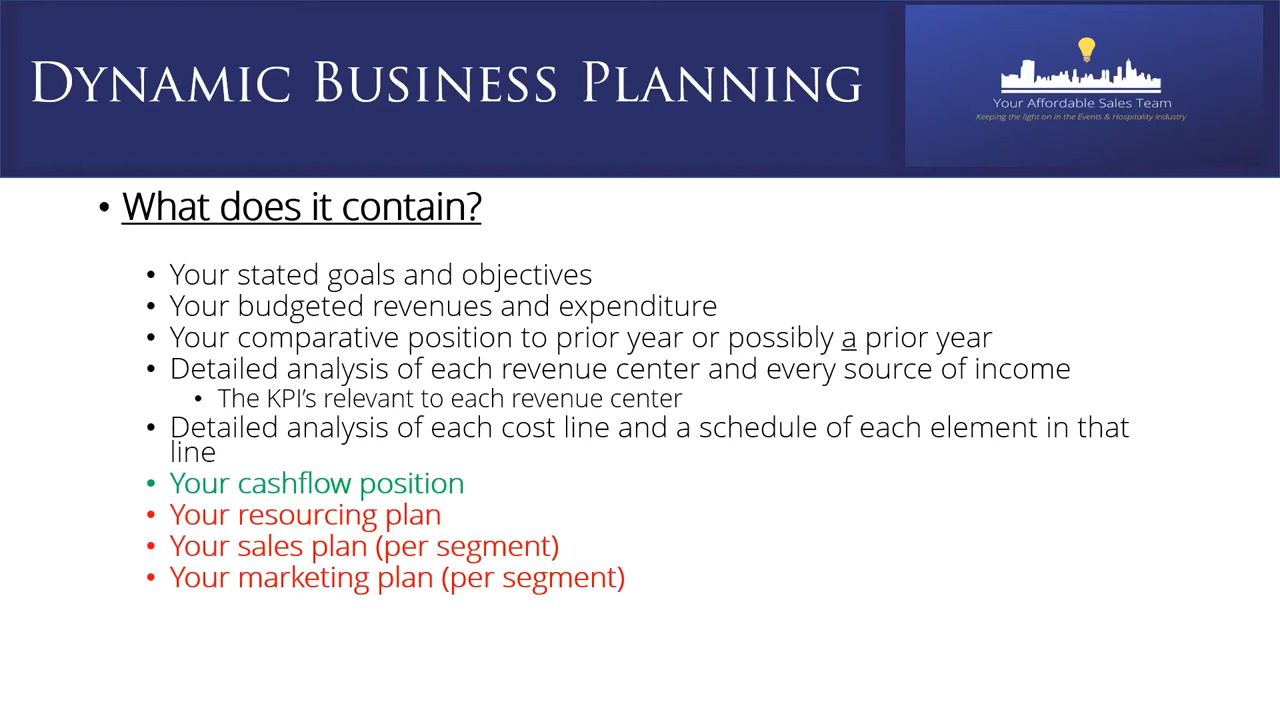 DYNAMIC BUSINESS PLANNING
Your Affordable Sales Team
Keeping the light on in the Events & Hospitality Industry
• What does it contain?
• Your stated goals and objectives
• Your budgeted revenues and expenditure
• Your comparative position to prior year or possibly a prior year
• Detailed analysis of each revenue center and every source of income
• The KPI's relevant to each revenue center
• Detailed analysis of each cost line and a schedule of each element in that
line
• Your cashflow position
• Your resourcing plan
• Your sales plan (per segment)
• Your marketing plan (per segment)